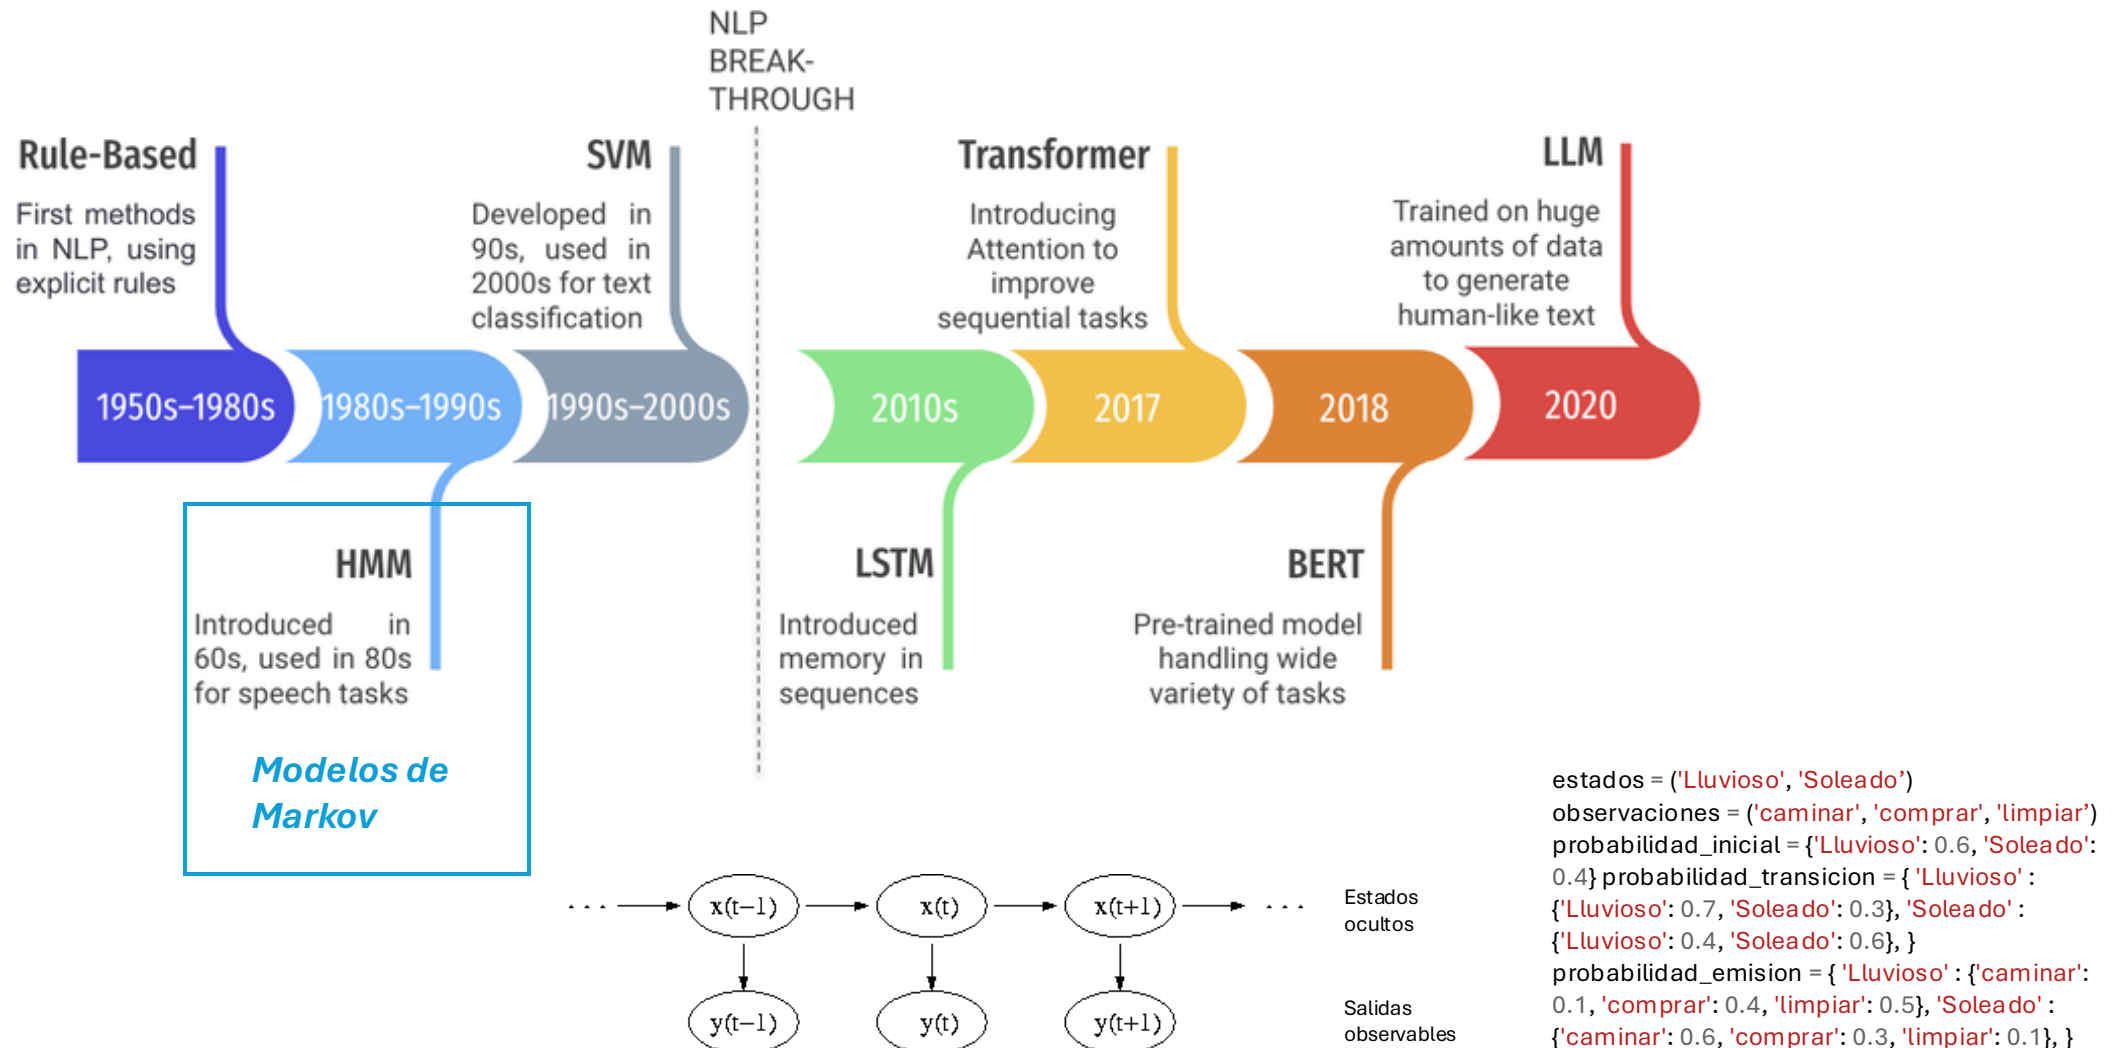 NLP
BREAK-
THROUGH
Rule-Based
First methods
in NLP, using
explicit rules
SVM
Developed in
90s, used in
2000s for text
classification
Transformer
Introducing
Attention to
improve
sequential tasks
LLM
Trained on huge
amounts of data
to generate
human-like text
1950s–1980s
1980s–1990s
1990s–2000s
2010s
2017
2018
2020
HMM
Introduced in
60s, used in 80s
for speech tasks
Modelos de
Markov
LSTM
Introduced
memory in
sequences
BERT
Pre-trained model
handling wide
variety of tasks
. . .
x(t−1)
x(t)
x(t+1)
. . .
Estados
ocultos
y(t−1)
y(t)
y(t+1)
Salidas
observables
estados = ('Lluvioso', 'Soleado’)
observaciones = ('caminar', 'comprar', 'limpiar’)
probabilidad_inicial = {'Lluvioso': 0.6, 'Soleado':
0.4} probabilidad_transicion = { 'Lluvioso' :
{'Lluvioso': 0.7, 'Soleado': 0.3}, 'Soleado' :
{'Lluvioso': 0.4, 'Soleado': 0.6}, }
probabilidad_emision = { 'Lluvioso' : {'caminar':
0.1, 'comprar': 0.4, 'limpiar': 0.5}, 'Soleado' :
{'caminar': 0.6, 'comprar': 0.3, 'limpiar': 0.1}, }